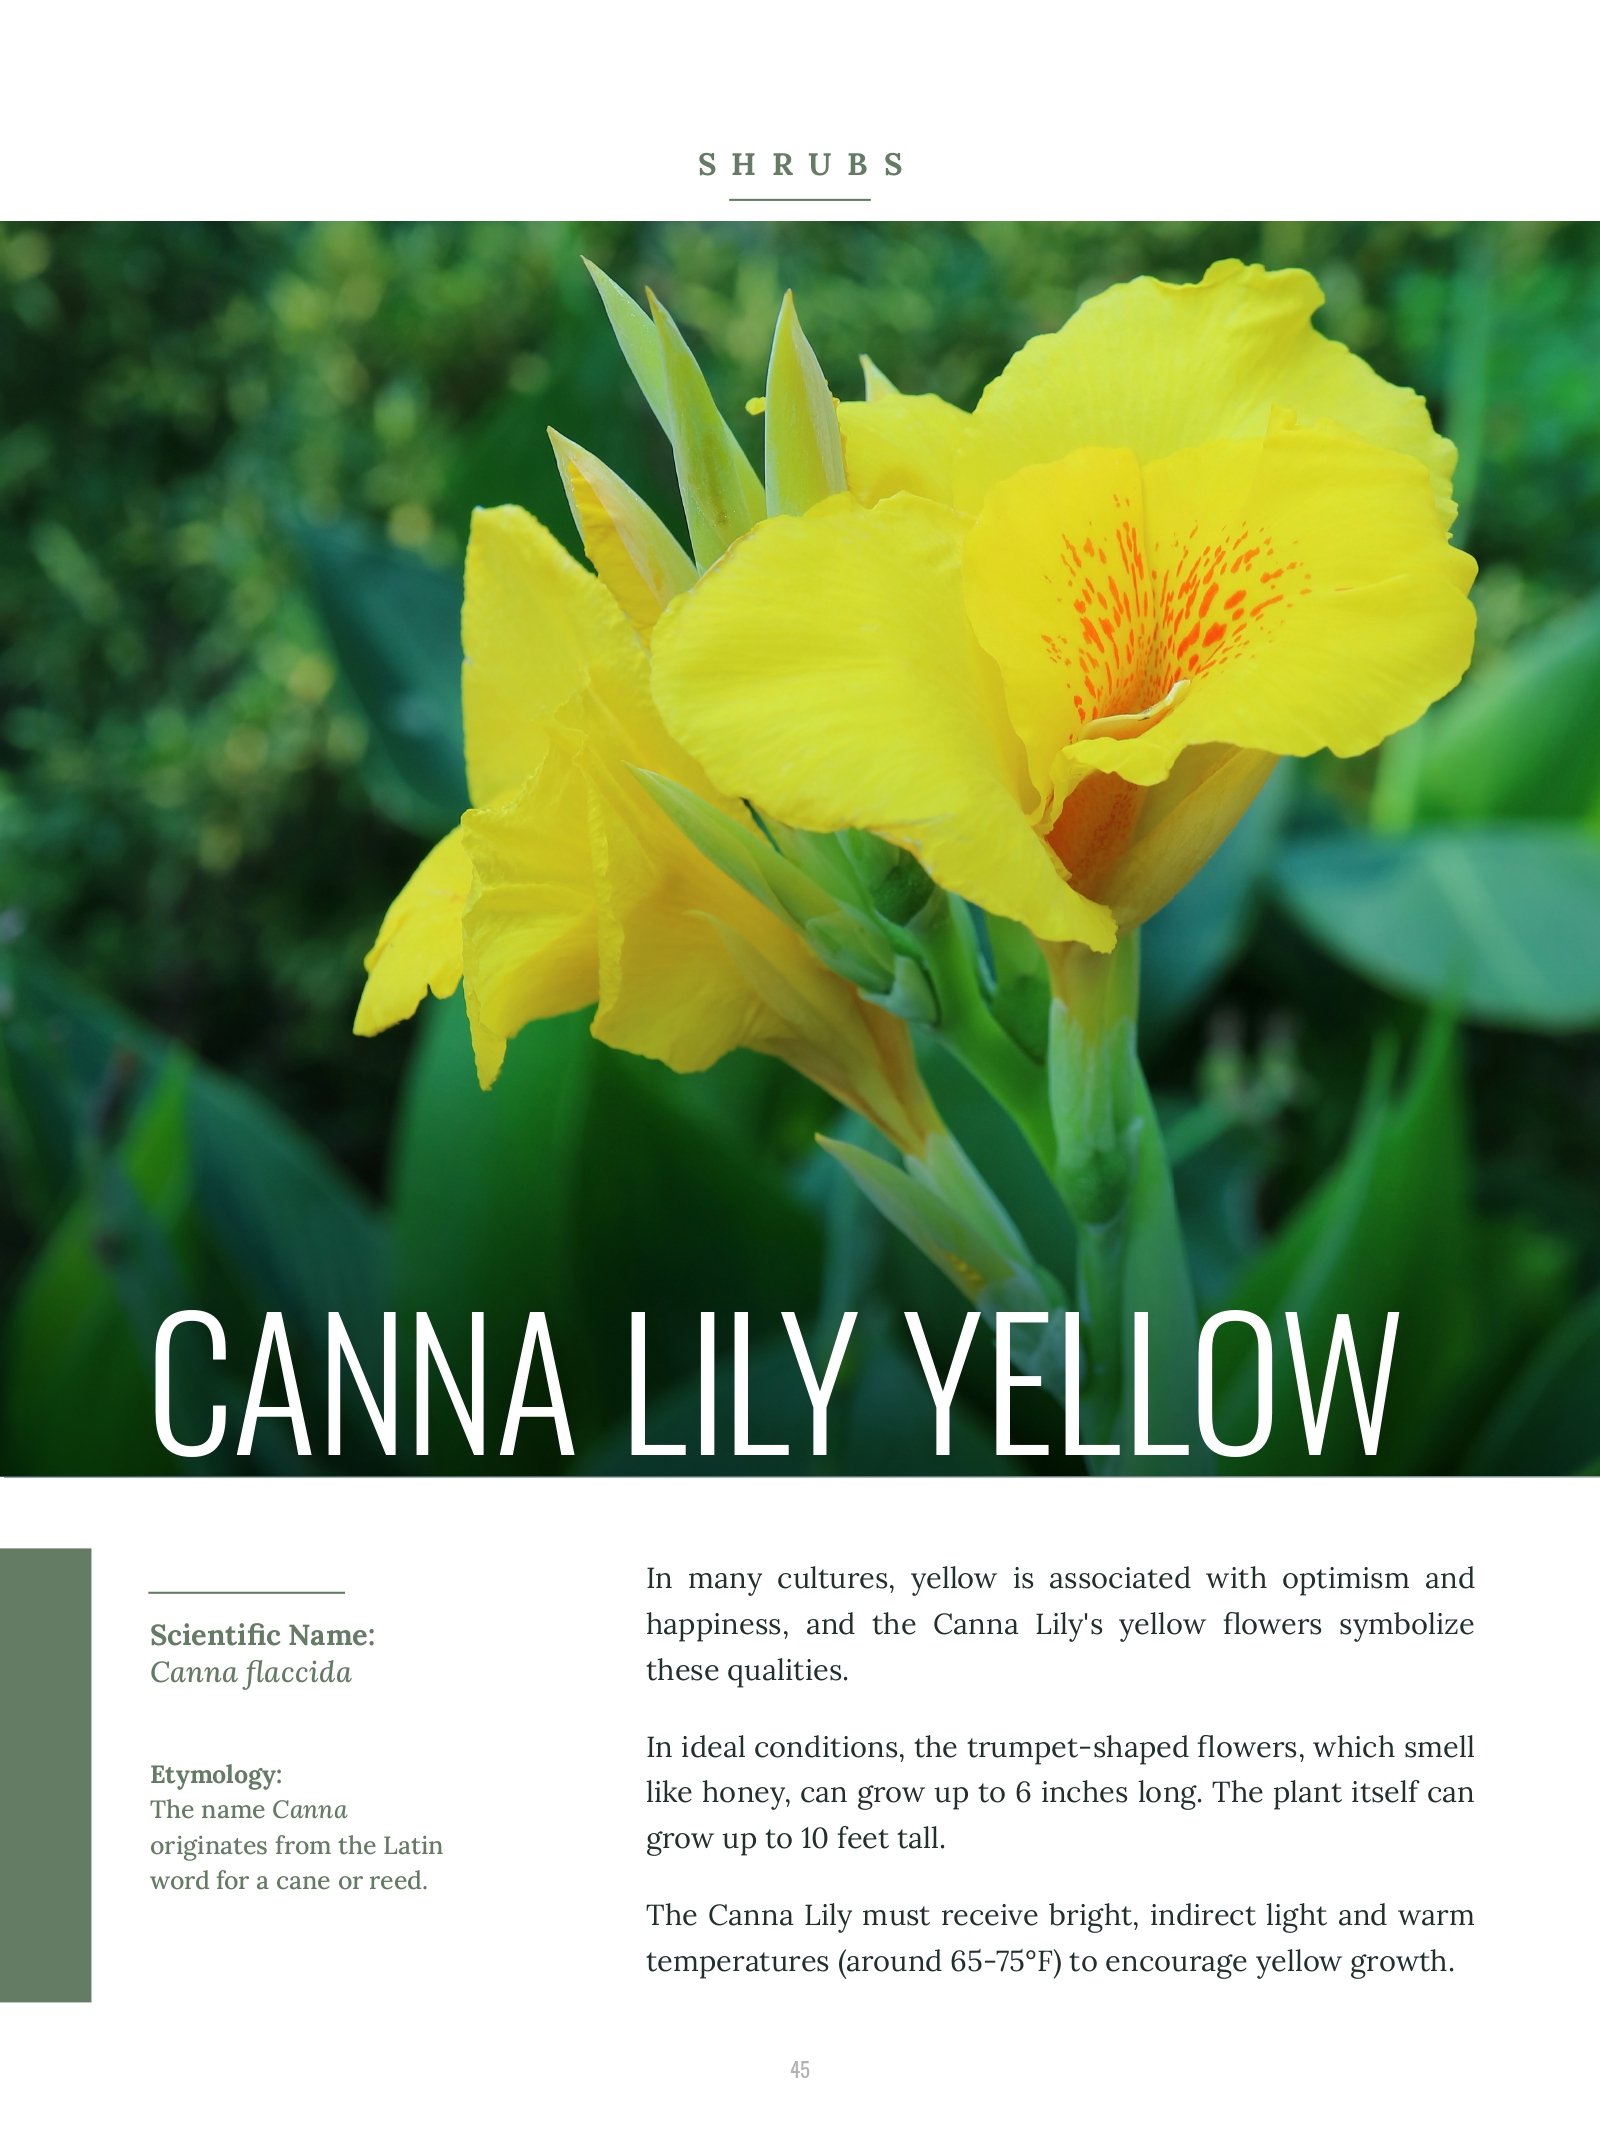 SHRUBS
CANNA LILY YELLOW
Scientific Name:
Canna flaccida
Etymology:
The name Canna
originates from the Latin
word for a cane or reed.
In many cultures, yellow is associated with optimism and
happiness, and the Canna Lily's yellow flowers symbolize
these qualities.
In ideal conditions, the trumpet-shaped flowers, which smell
like honey, can grow up to 6 inches long. The plant itself can
grow up to 10 feet tall.
The Canna Lily must receive bright, indirect light and warm
temperatures (around 65-75°F) to encourage yellow growth.
45